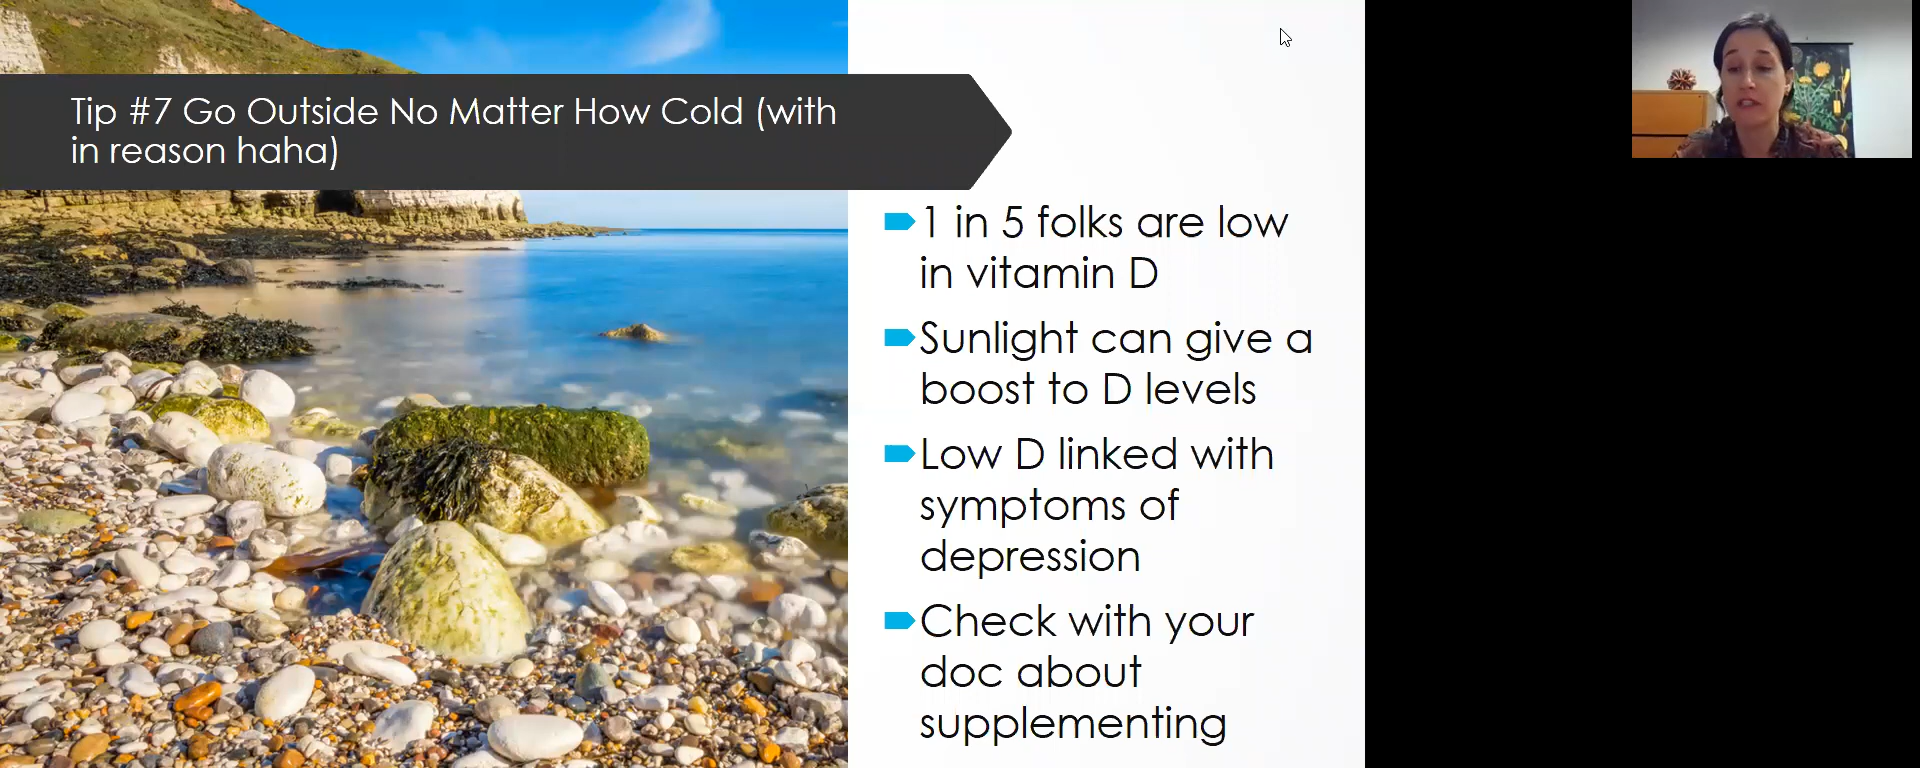 Tip #7 Go Outside No Matter How Cold (with
in reason haha)
1 in 5 folks are low
in vitamin D
Sunlight can give a
boost to D levels
Low D linked with
symptoms of
depression
Check with your
doc about
supplementing